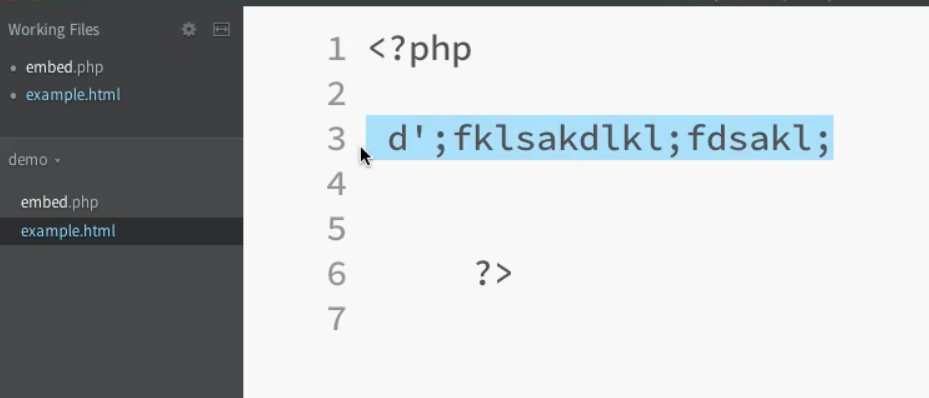 Working Files
embed.php
example.html
demo
embed.php
example.html
1 <?php
2
3 d';fklsakdlkl;fdsakl;
4
5
6 ?>
7